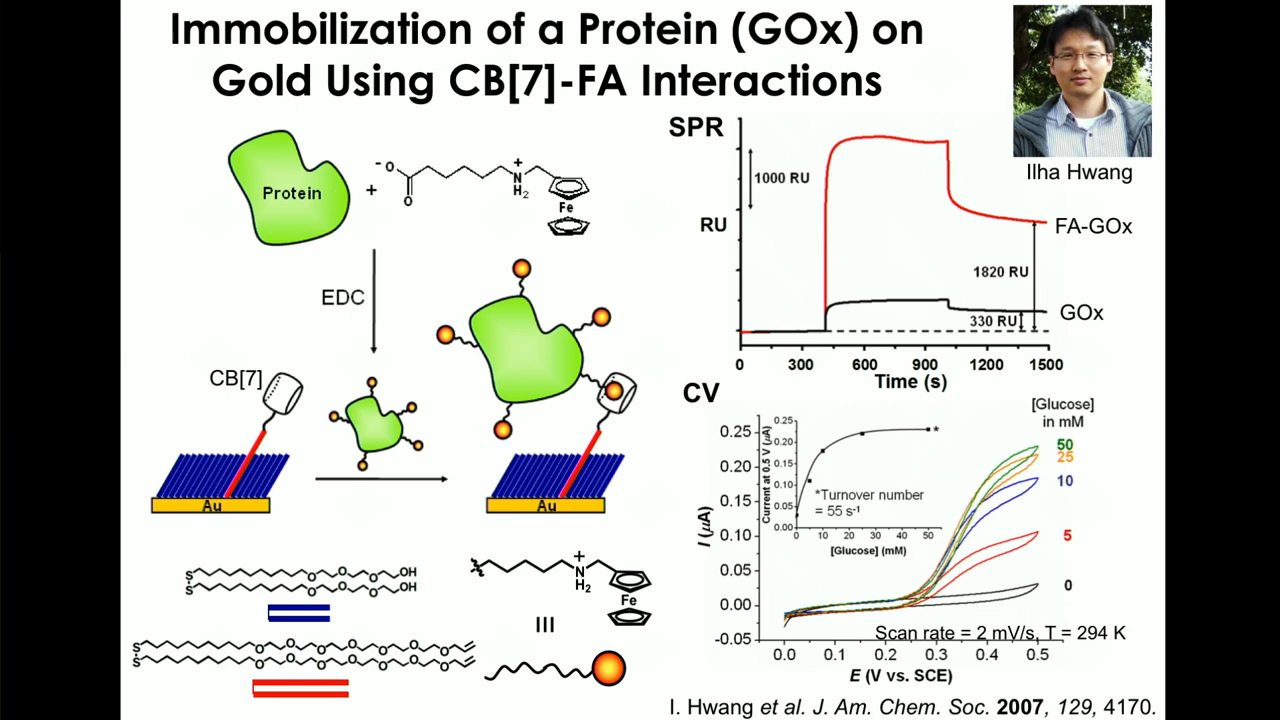 Immobilization of a Protein (GOx) on
Gold Using CB[7]-FA Interactions
Ilha Hwang
Protein
+
-O
O
+
N
H2
Fe
EDC
CB[7]
Au
Au
S
S
O
O
O
OH
O
O
O
OH
S
S
O
O
O
O
O
O
O
O
O
O
O
O
+
N
H2
Fe
III
SPR
RU
1000 RU
FA-GOx
1820 RU
GOx
330 RU
0
300
600
900
1200
1500
Time (s)
CV
[Glucose]
in mM
50
25
10
5
0
I (μA)
0.25
0.20
0.15
0.10
0.05
0.00
-0.05
0.0
0.1
0.2
0.3
0.4
0.5
E (V vs. SCE)
Current at 0.5 V (μA)
0.25
0.20
0.15
0.10
0.05
0.00
*
*Turnover number
= 55 s-1
0
10
20
30
40
50
[Glucose] (mM)
Scan rate = 2 mV/s, T = 294 K
I. Hwang et al. J. Am. Chem. Soc. 2007, 129, 4170.